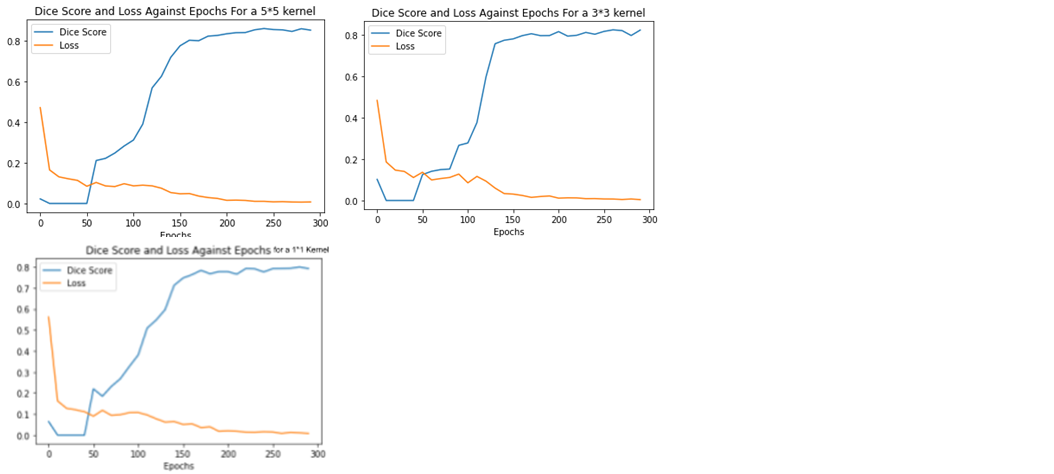 Dice Score and Loss Against Epochs For a 5*5 kernel
Dice Score
Loss
0.8
0.6
0.4
0.2
0.0
0 50 100 150 200 250 300
Epochs
Dice Score and Loss Against Epochs For a 3*3 kernel
Dice Score
Loss
0.8
0.6
0.4
0.2
0.0
0 50 100 150 200 250 300
Epochs
Dice Score and Loss Against Epochs for a 1*1 Kernel
Dice Score
Loss
0.8
0.7
0.6
0.5
0.4
0.3
0.2
0.1
0.0
0 50 100 150 200 250 300
Epochs